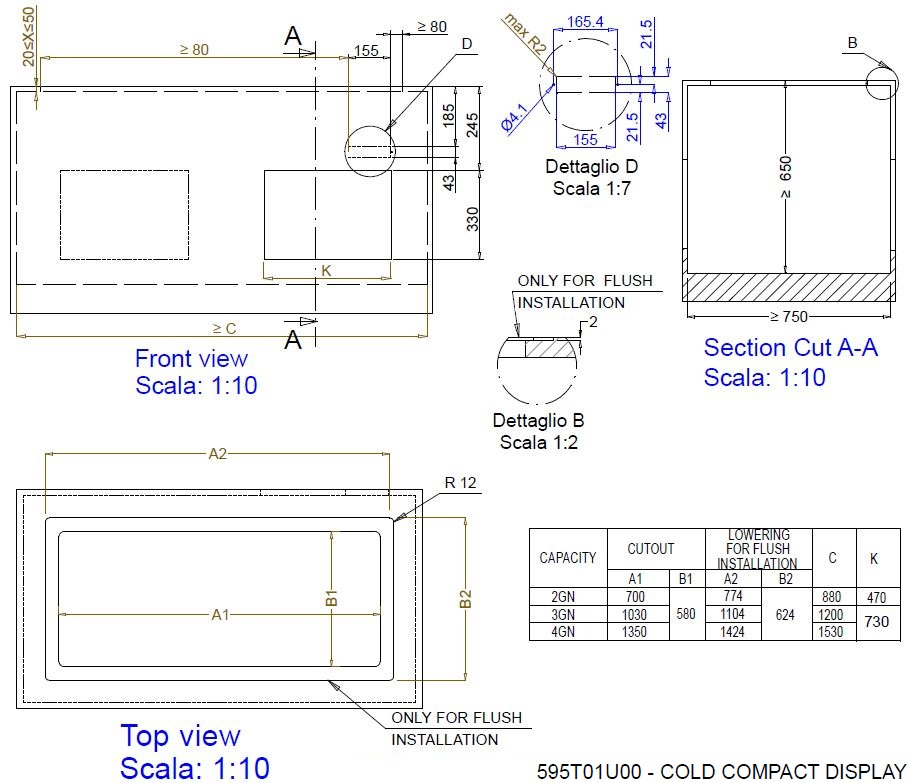 20≤X≤50
≥ 80
A
155
≥ 80
D
185
245
43
330
K
≥ C
A
Front view
Scala: 1:10
165.4
max R2
21.5
Ø4.1
21.5
43
155
Dettaglio D
Scala 1:7
B
≥ 650
≥ 750
Section Cut A-A
Scala: 1:10
ONLY FOR FLUSH
INSTALLATION
2
Dettaglio B
Scala 1:2
A2
R 12
A1
B1
B2
ONLY FOR FLUSH
INSTALLATION
Top view
Scala: 1:10
CAPACITY CUTOUT LOWERING FOR FLUSH INSTALLATION C K
A1 B1 A2 B2
2GN 700 580 774 624 880 470
3GN 1030 1104 1200 730
4GN 1350 1424 1530
595T01U00 - COLD COMPACT DISPLAY